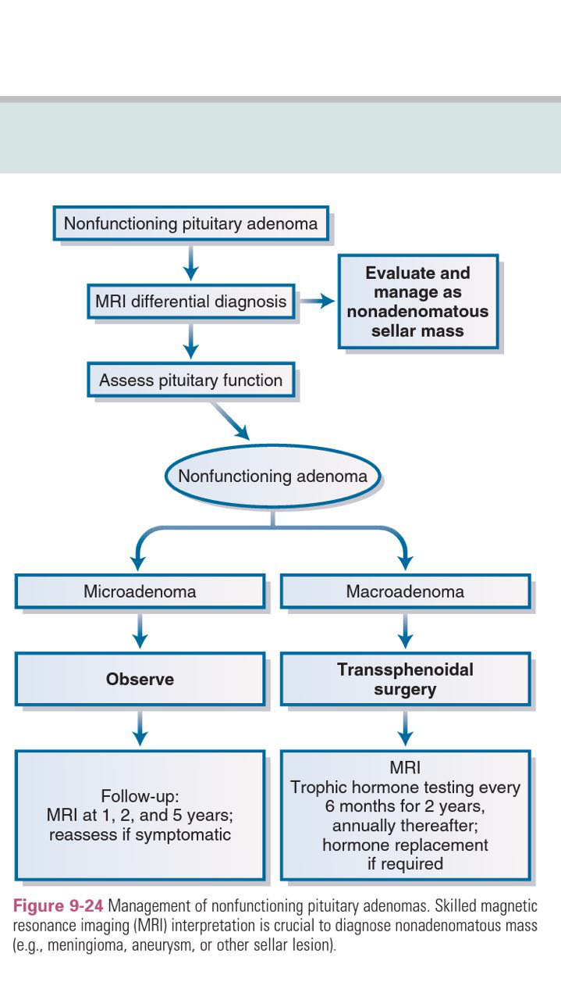 Nonfunctioning pituitary adenoma
MRI differential diagnosis
Evaluate and
manage as
nonadenomatous
sellar mass
Assess pituitary function
Nonfunctioning adenoma
Microadenoma
Macroadenoma
Observe
Transsphenoidal
surgery
Follow-up:
MRI at 1, 2, and 5 years;
reassess if symptomatic
MRI
Trophic hormone testing every
6 months for 2 years,
annually thereafter;
hormone replacement
if required
Figure 9-24 Management of nonfunctioning pituitary adenomas. Skilled magnetic
resonance imaging (MRI) interpretation is crucial to diagnose nonadenomatous mass
(e.g., meningioma, aneurysm, or other sellar lesion).